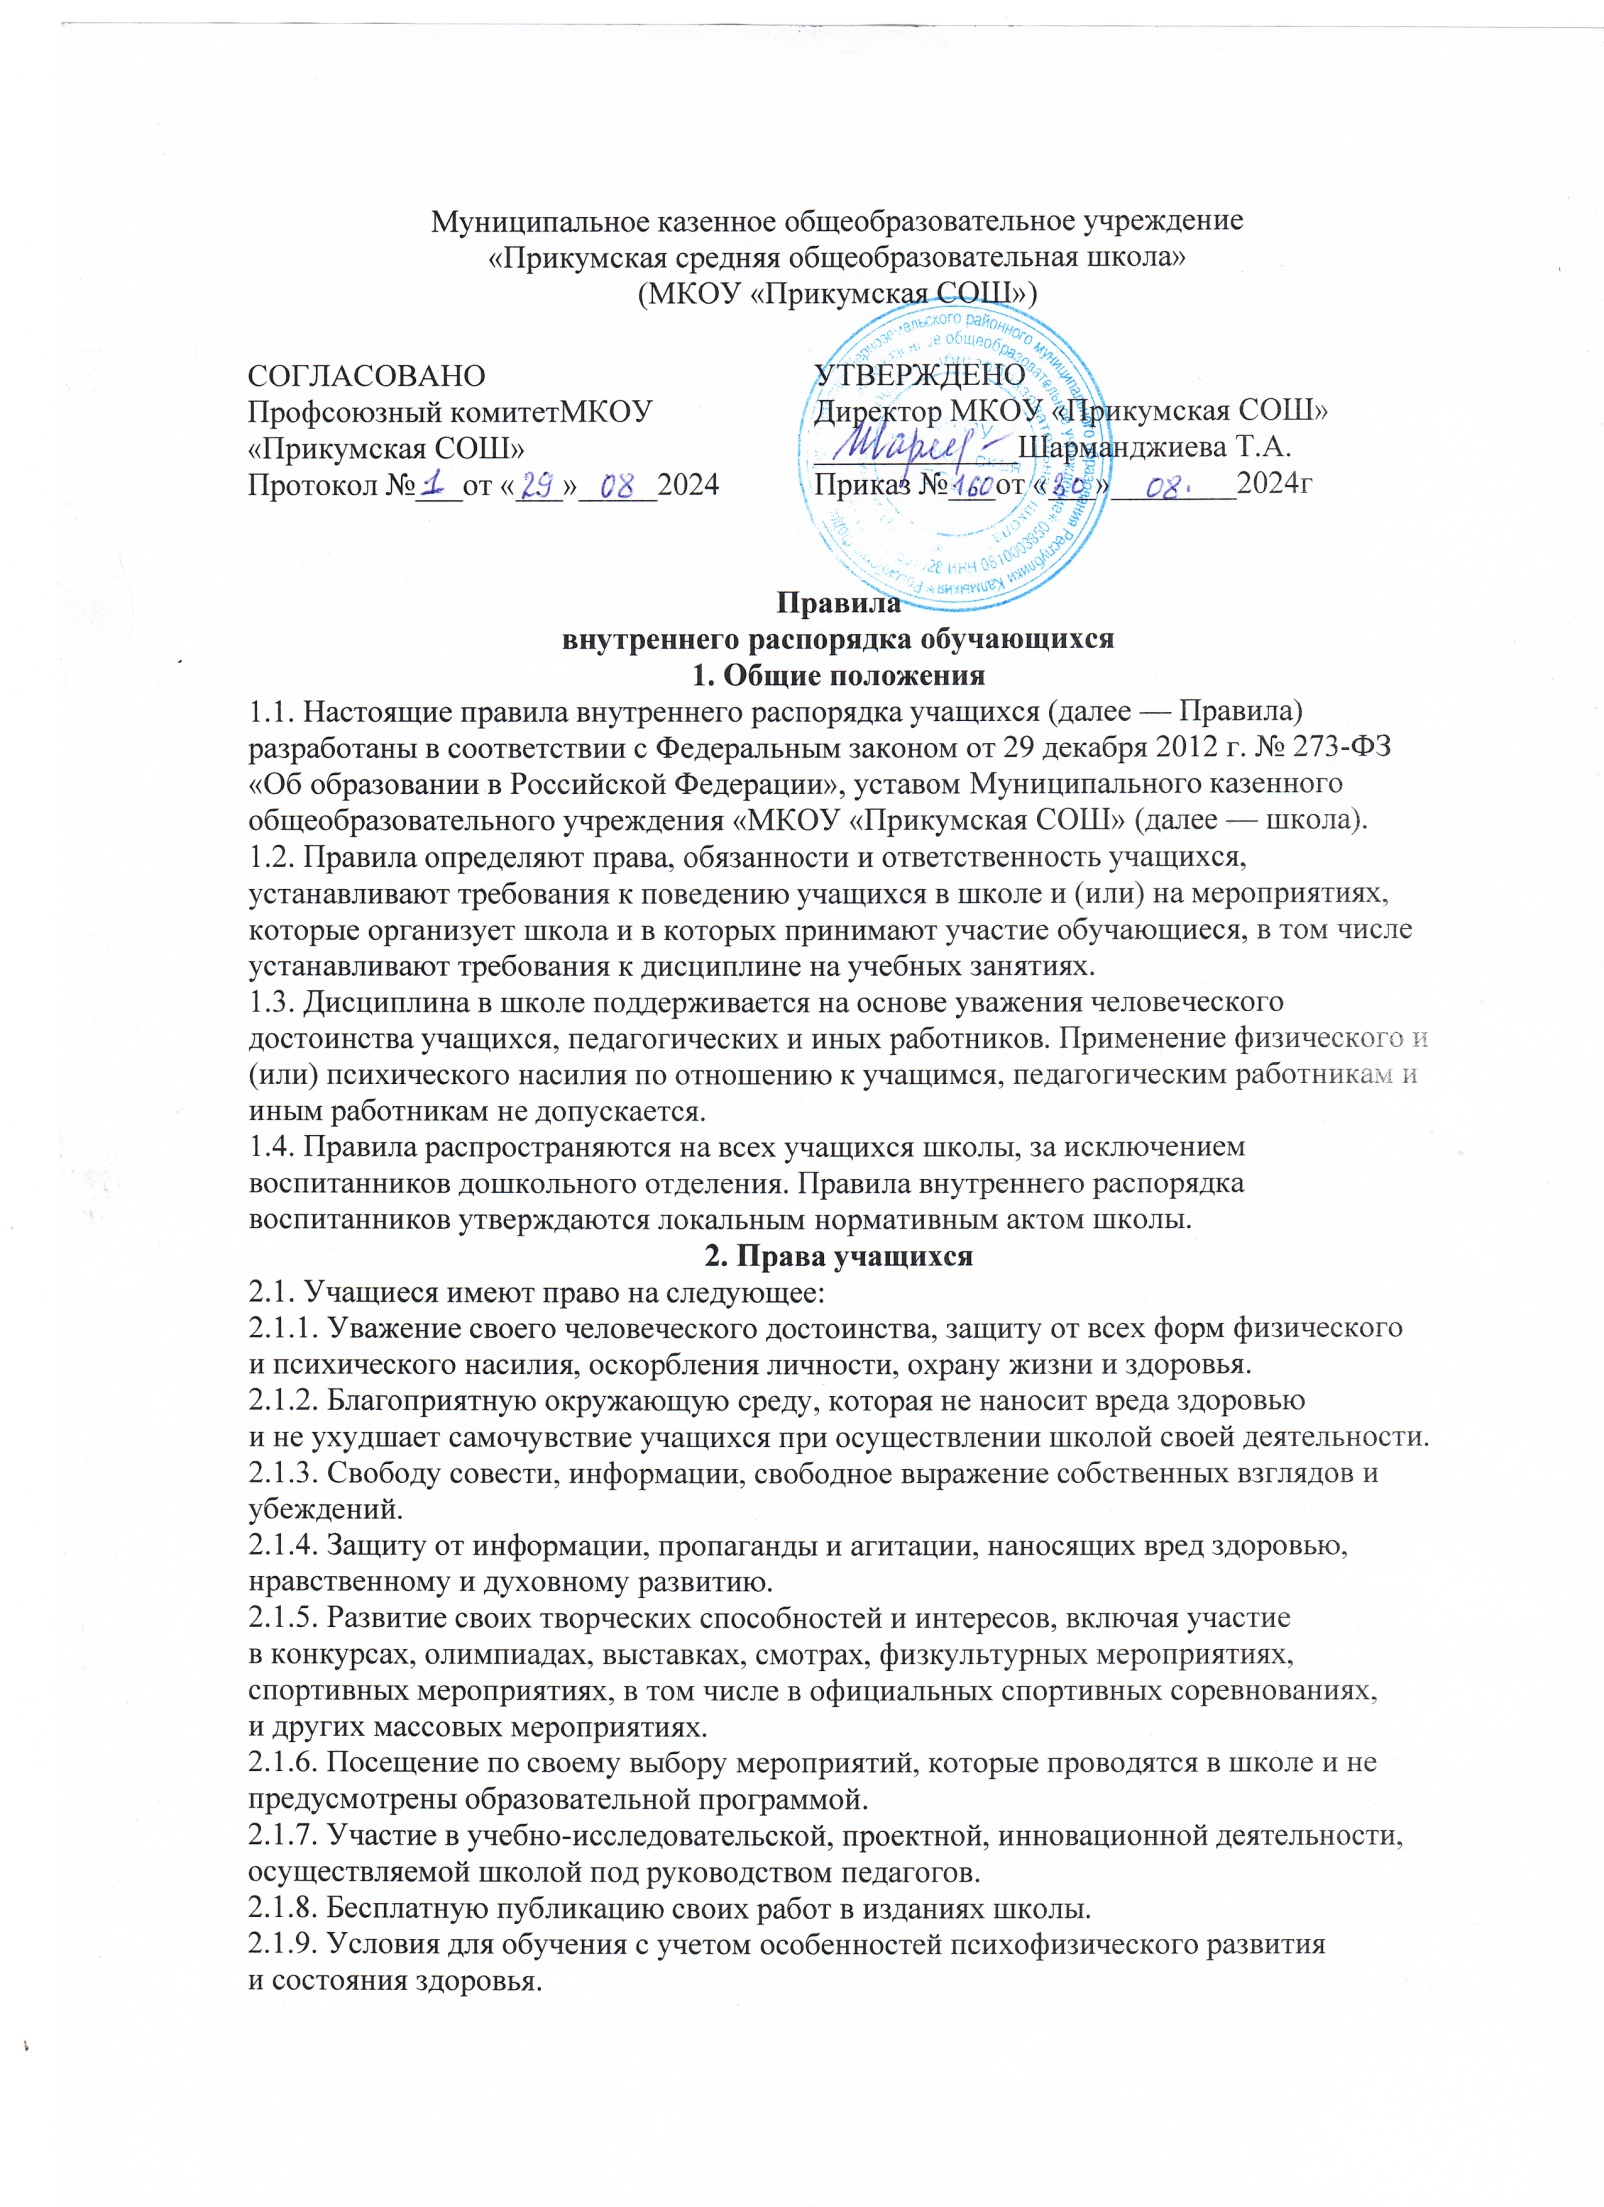 Муниципальное казенное общеобразовательное учреждение
«Прикумская средняя общеобразовательная школа»
(МКОУ «Прикумская СОШ»)
СОГЛАСОВАНО
Профсоюзный комитетМКОУ
«Прикумская СОШ»
Протокол № 1 от « 29 » 08 2024
УТВЕРЖДЕНО
Директор МКОУ «Прикумская СОШ»
Шарманджиева Т.А.
Приказ № 160 от « 30 » 08. 2024г
Правила
внутреннего распорядка обучающихся
1. Общие положения
1.1. Настоящие правила внутреннего распорядка учащихся (далее — Правила)
разработаны в соответствии с Федеральным законом от 29 декабря 2012 г. № 273-ФЗ
«Об образовании в Российской Федерации», уставом Муниципального казенного
общеобразовательного учреждения «МКОУ «Прикумская СОШ» (далее — школа).
1.2. Правила определяют права, обязанности и ответственность учащихся,
устанавливают требования к поведению учащихся в школе и (или) на мероприятиях,
которые организует школа и в которых принимают участие обучающиеся, в том числе
устанавливают требования к дисциплине на учебных занятиях.
1.3. Дисциплина в школе поддерживается на основе уважения человеческого
достоинства учащихся, педагогических и иных работников. Применение физического и
(или) психического насилия по отношению к учащимся, педагогическим работникам и
иным работникам не допускается.
1.4. Правила распространяются на всех учащихся школы, за исключением
воспитанников дошкольного отделения. Правила внутреннего распорядка
воспитанников утверждаются локальным нормативным актом школы.
2. Права учащихся
2.1. Учащиеся имеют право на следующее:
2.1.1. Уважение своего человеческого достоинства, защиту от всех форм физического
и психического насилия, оскорбления личности, охрану жизни и здоровья.
2.1.2. Благоприятную окружающую среду, которая не наносит вреда здоровью
и не ухудшает самочувствие учащихся при осуществлении школой своей деятельности.
2.1.3. Свободу совести, информации, свободное выражение собственных взглядов и
убеждений.
2.1.4. Защиту от информации, пропаганды и агитации, наносящих вред здоровью,
нравственному и духовному развитию.
2.1.5. Развитие своих творческих способностей и интересов, включая участие
в конкурсах, олимпиадах, выставках, смотрах, физкультурных мероприятиях,
спортивных мероприятиях, в том числе в официальных спортивных соревнованиях,
и других массовых мероприятиях.
2.1.6. Посещение по своему выбору мероприятий, которые проводятся в школе и не
предусмотрены образовательной программой.
2.1.7. Участие в учебно-исследовательской, проектной, инновационной деятельности,
осуществляемой школой под руководством педагогов.
2.1.8. Бесплатную публикацию своих работ в изданиях школы.
2.1.9. Условия для обучения с учетом особенностей психофизического развития
и состояния здоровья.